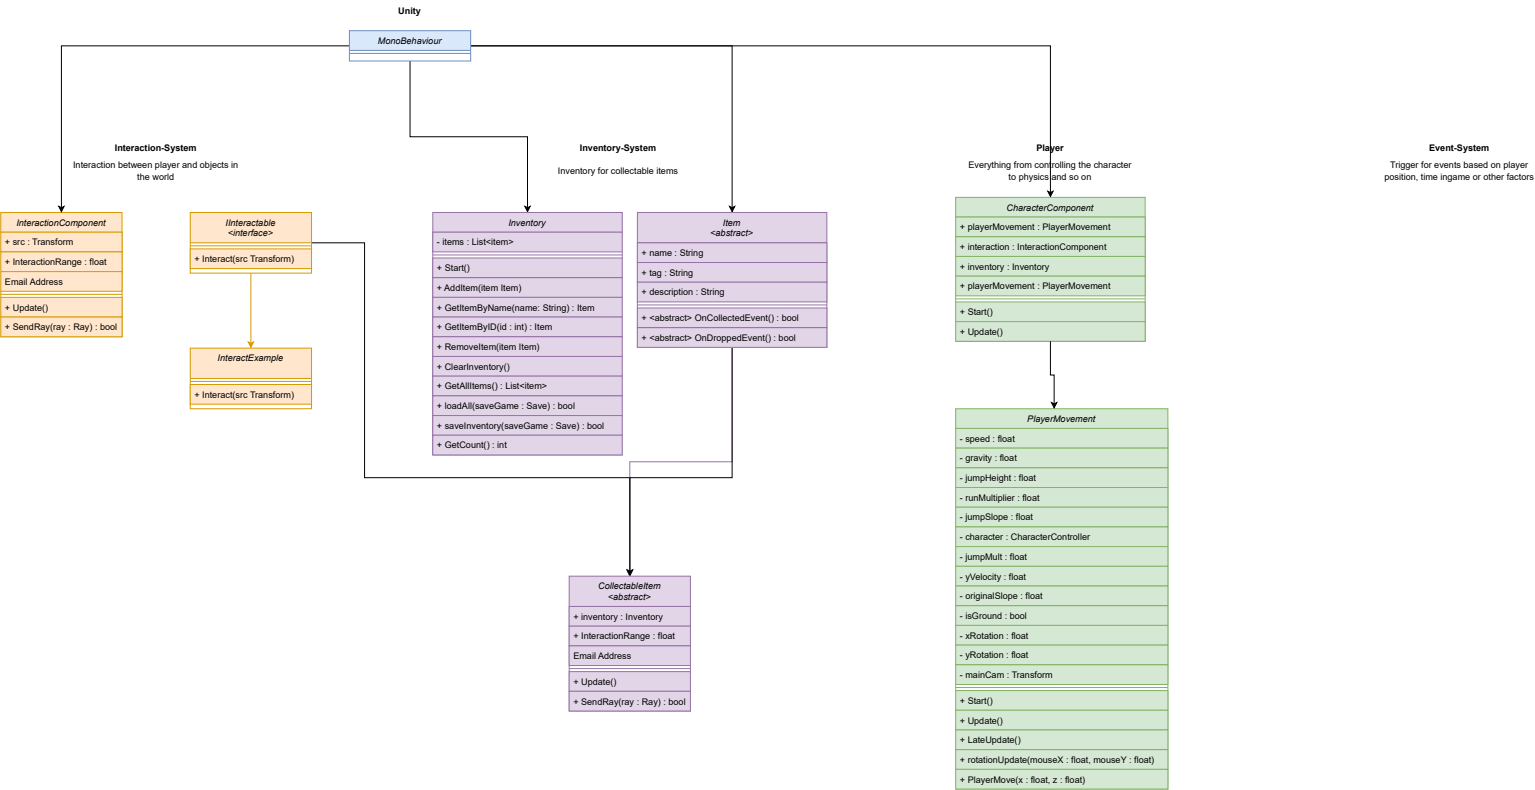 Unity
MonoBehaviour
Interaction-System
Interaction between player and objects in
the world
InteractionComponent
+ src : Transform
+ InteractionRange : float
Email Address
+ Update()
+ SendRay(ray : Ray) : bool
IInteractable
<interface>
+ Interact(src Transform)
InteractExample
+ Interact(src Transform)
Inventory-System
Inventory for collectable items
Inventory
- items : List<item>
+ Start()
+ AddItem(item Item)
+ GetItemByName(name: String) : Item
+ GetItemByID(id : int) : Item
+ RemoveItem(item Item)
+ ClearInventory()
+ GetAllItems() : List<item>
+ loadAll(saveGame : Save) : bool
+ saveInventory(saveGame : Save) : bool
+ GetCount() : int
Item
<abstract>
+ name : String
+ tag : String
+ description : String
+ <abstract> OnCollectedEvent() : bool
+ <abstract> OnDroppedEvent() : bool
CollectableItem
<abstract>
+ inventory : Inventory
+ InteractionRange : float
Email Address
+ Update()
+ SendRay(ray : Ray) : bool
Player
Everything from controlling the character
to physics and so on
CharacterComponent
+ playerMovement : PlayerMovement
+ interaction : InteractionComponent
+ inventory : Inventory
+ playerMovement : PlayerMovement
+ Start()
+ Update()
PlayerMovement
- speed : float
- gravity : float
- jumpHeight : float
- runMultiplier : float
- jumpSlope : float
- character : CharacterController
- jumpMult : float
- yVelocity : float
- originalSlope : float
- isGround : bool
- xRotation : float
- yRotation : float
- mainCam : Transform
+ Start()
+ Update()
+ LateUpdate()
+ rotationUpdate(mouseX : float, mouseY : float)
+ PlayerMove(x : float, z : float)
Event-System
Trigger for events based on player
position, time ingame or other factors